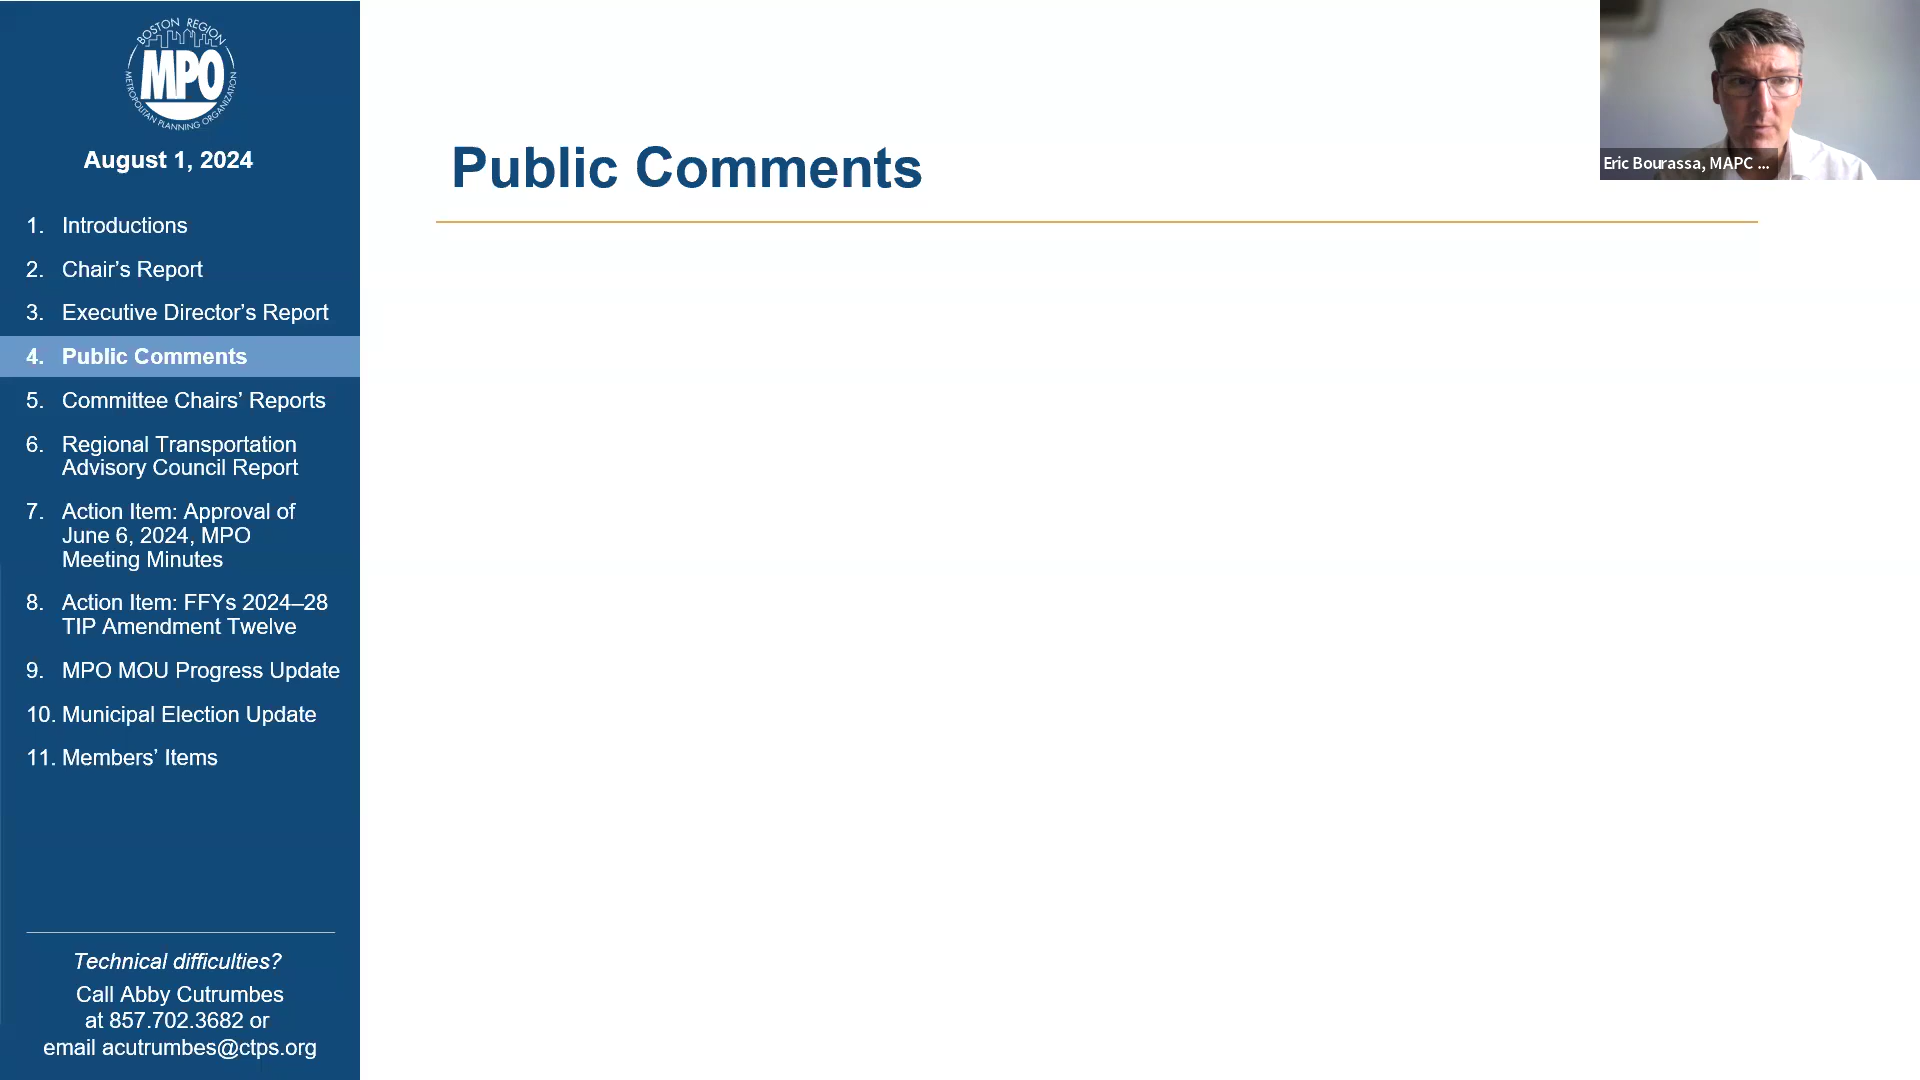 BOSTON REGION
MPO
METROPOLITAN PLANNING ORGANIZATION
August 1, 2024
1. Introductions
2. Chair’s Report
3. Executive Director’s Report
4. Public Comments
5. Committee Chairs’ Reports
6. Regional Transportation
Advisory Council Report
7. Action Item: Approval of
June 6, 2024, MPO
Meeting Minutes
8. Action Item: FFYs 2024–28
TIP Amendment Twelve
9. MPO MOU Progress Update
10. Municipal Election Update
11. Members’ Items
Technical difficulties?
Call Abby Cutrumbes
at 857.702.3682 or
email acutrumbes@ctps.org
Public Comments
Eric Bourassa, MAPC ...